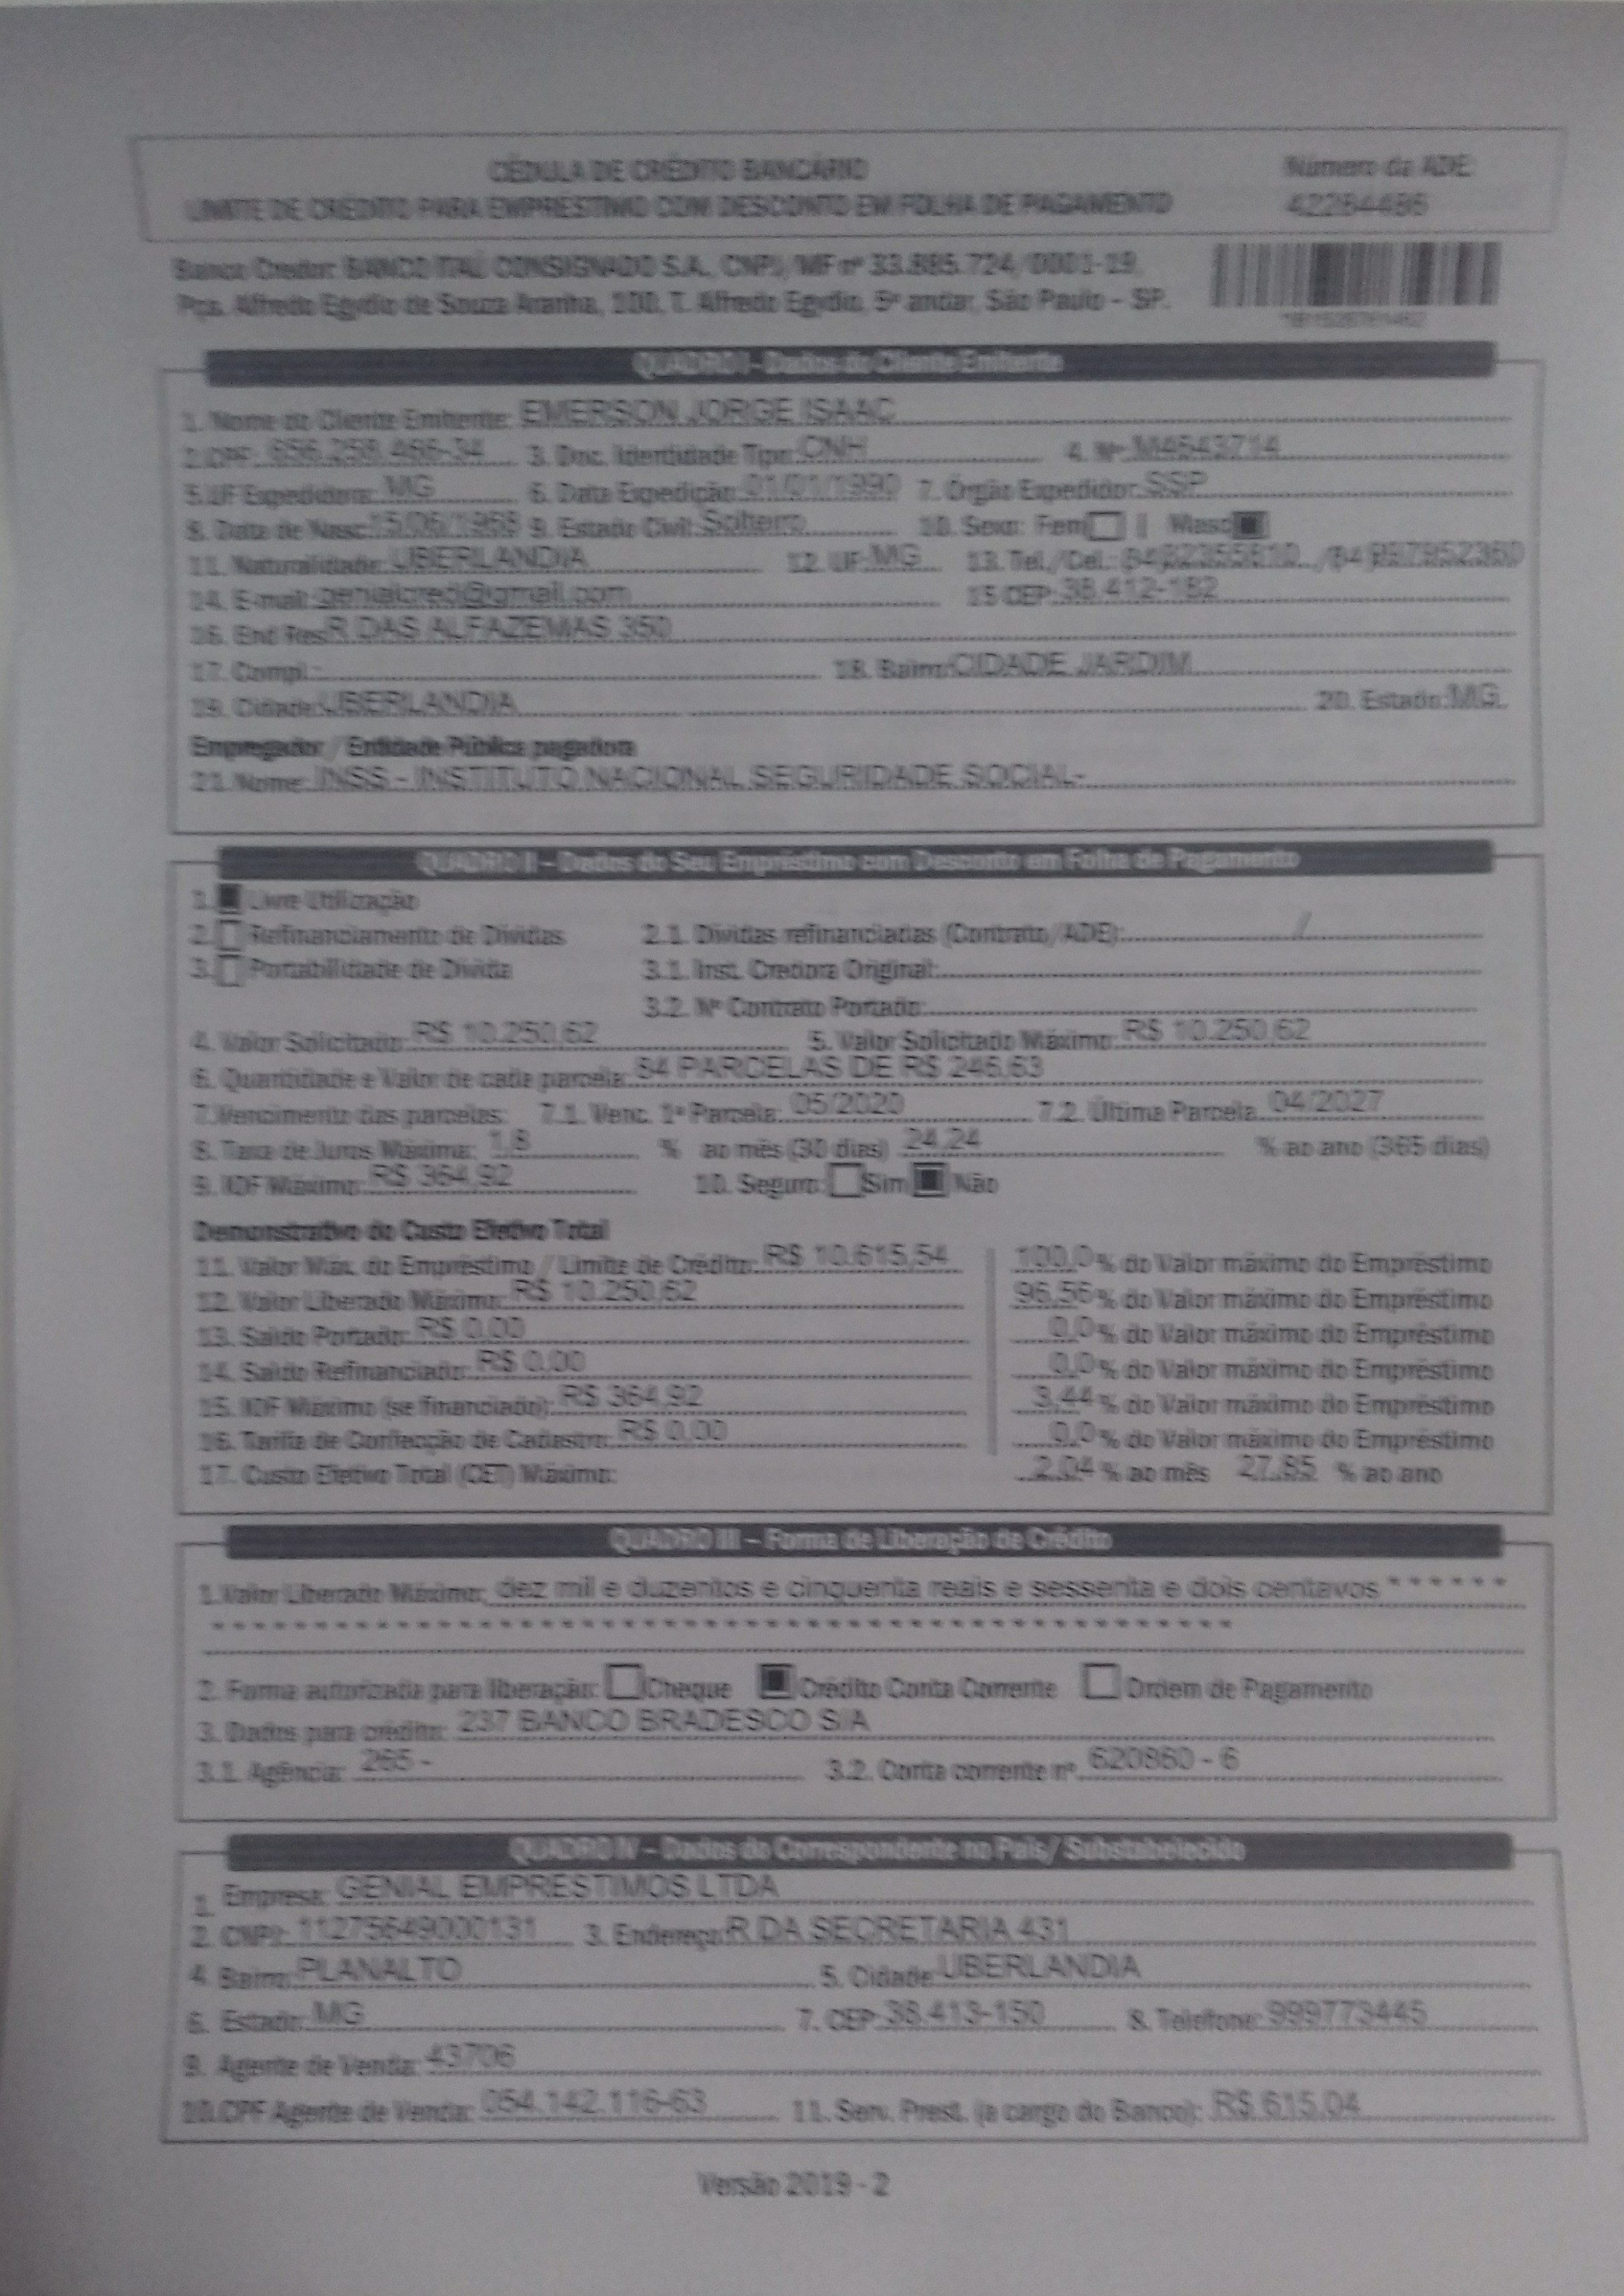 CÉDULA DE CRÉDITO BANCÁRIO
Número da ADE:
LIMITE DE CRÉDITO PARA EMPRÉSTIMO COM DESCONTO EM FOLHA DE PAGAMENTO
42284486
Banco Credor: BANCO ITAÚ CONSIGNADO S.A., CNPJ/MF nº 33.885.724/0001-19,
Pça. Alfredo Egydio de Souza Aranha, 100, T. Alfredo Egydio, 5º andar, São Paulo – SP.
QUADRO I - Dados do Cliente Emitente
1. Nome do Cliente Emitente: EMERSON JORGE ISAAC
2. CPF: 656.258.466-34 3. Doc. Identidade Tipo: CNH 4. Nº: M4543714
5. UF Expedidora: MG 6. Data Expedição: 01/01/1990 7. Órgão Expedidor: SSP
8. Data de Nasc: 15/06/1968 9. Estado Civil: Solteiro 10. Sexo: Fem | Masc
11. Naturalidade: UBERLANDIA 12. UF: MG 13. Tel./Cel.:
14. E-mail: genialcred@gmail.com 15 CEP: 38.412-182
16. End Res: R DAS ALFAZEMAS 350
17. Compl.: 18. Bairro: CIDADE JARDIM
19. Cidade: UBERLANDIA 20. Estado: MG
Empregador / Entidade Pública pagadora
21. Nome: INSS - INSTITUTO NACIONAL SEGURIDADE SOCIAL-
QUADRO II – Dados do Seu Empréstimo com Desconto em Folha de Pagamento
1. Livre Utilização
2. Refinanciamento de Dívidas 2.1. Dívidas refinanciadas (Contrato/ADE): /
3. Portabilidade de Dívida 3.1. Inst. Credora Original:
3.2. Nº Contrato Portado:
4. Valor Solicitado: R$ 10.250,62 5. Valor Solicitado Máximo: R$ 10.250,62
6. Quantidade e Valor de cada parcela: 84 PARCELAS DE R$ 246,63
7. Vencimento das parcelas: 7.1. Venc. 1ª Parcela: 05/2020 7.2. Última Parcela: 04/2027
8. Taxa de Juros Máxima: 1,8 % ao mês (30 dias) 24,24 % ao ano (365 dias)
9. IOF Máximo: R$ 364,92 10. Seguro: Sim Não
Demonstrativo do Custo Efetivo Total
11. Valor Máx. do Empréstimo / Limite de Crédito: R$ 10.615,54 100,0 % do Valor máximo do Empréstimo
12. Valor Liberado Máximo: R$ 10.250,62 96,56 % do Valor máximo do Empréstimo
13. Saldo Portado: R$ 0,00 0,0 % do Valor máximo do Empréstimo
14. Saldo Refinanciado: R$ 0,00 0,0 % do Valor máximo do Empréstimo
15. IOF Máximo (se financiado): R$ 364,92 3,44 % do Valor máximo do Empréstimo
16. Tarifa de Confecção de Cadastro: R$ 0,00 0,0 % do Valor máximo do Empréstimo
17. Custo Efetivo Total (CET) Máximo: 2,04 % ao mês 27,85 % ao ano
QUADRO III – Forma de Liberação de Crédito
1. Valor Liberado Máximo: dez mil e duzentos e cinquenta reais e sessenta e dois centavos * * * * * *
* * * * * * * * * * * * * * * * * * * * * * * * * * * * * * * * * * * * * * * * * * * * * *
2. Forma autorizada para liberação: Cheque Crédito Conta Corrente Ordem de Pagamento
3. Dados para crédito: 237 BANCO BRADESCO S/A
3.1. Agência: 265 - 3.2. Conta corrente nº 620860 - 6
QUADRO IV – Dados do Correspondente no País/ Substabelecido
1. Empresa: GENIAL EMPRESTIMOS LTDA
2. CNPJ: 11275649000131 3. Endereço: R DA SECRETARIA 431
4. Bairro: PLANALTO 5. Cidade: UBERLANDIA
6. Estado: MG 7. CEP: 38.413-150 8. Telefone: 999773445
9. Agente de Venda: 43706
10. CPF Agente de Venda: 054.142.116-63 11. Serv. Prest. (a cargo do Banco): R$ 615,04
Versão 2019 - 2